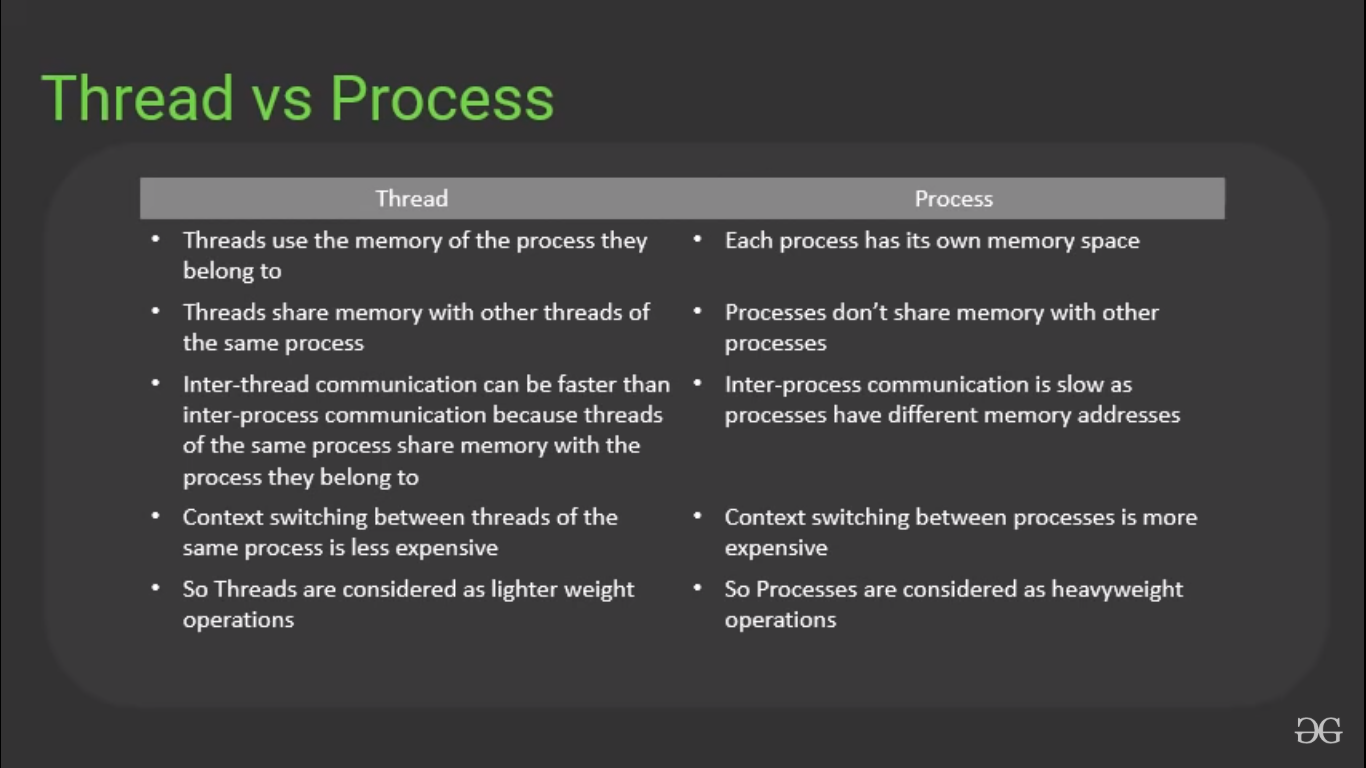 Thread vs Process
Thread
Process
• Threads use the memory of the process they
belong to
• Each process has its own memory space
• Threads share memory with other threads of
the same process
• Processes don’t share memory with other
processes
• Inter-thread communication can be faster than
inter-process communication because threads
of the same process share memory with the
process they belong to
• Inter-process communication is slow as
processes have different memory addresses
• Context switching between threads of the
same process is less expensive
• Context switching between processes is more
expensive
• So Threads are considered as lighter weight
operations
• So Processes are considered as heavyweight
operations
GG